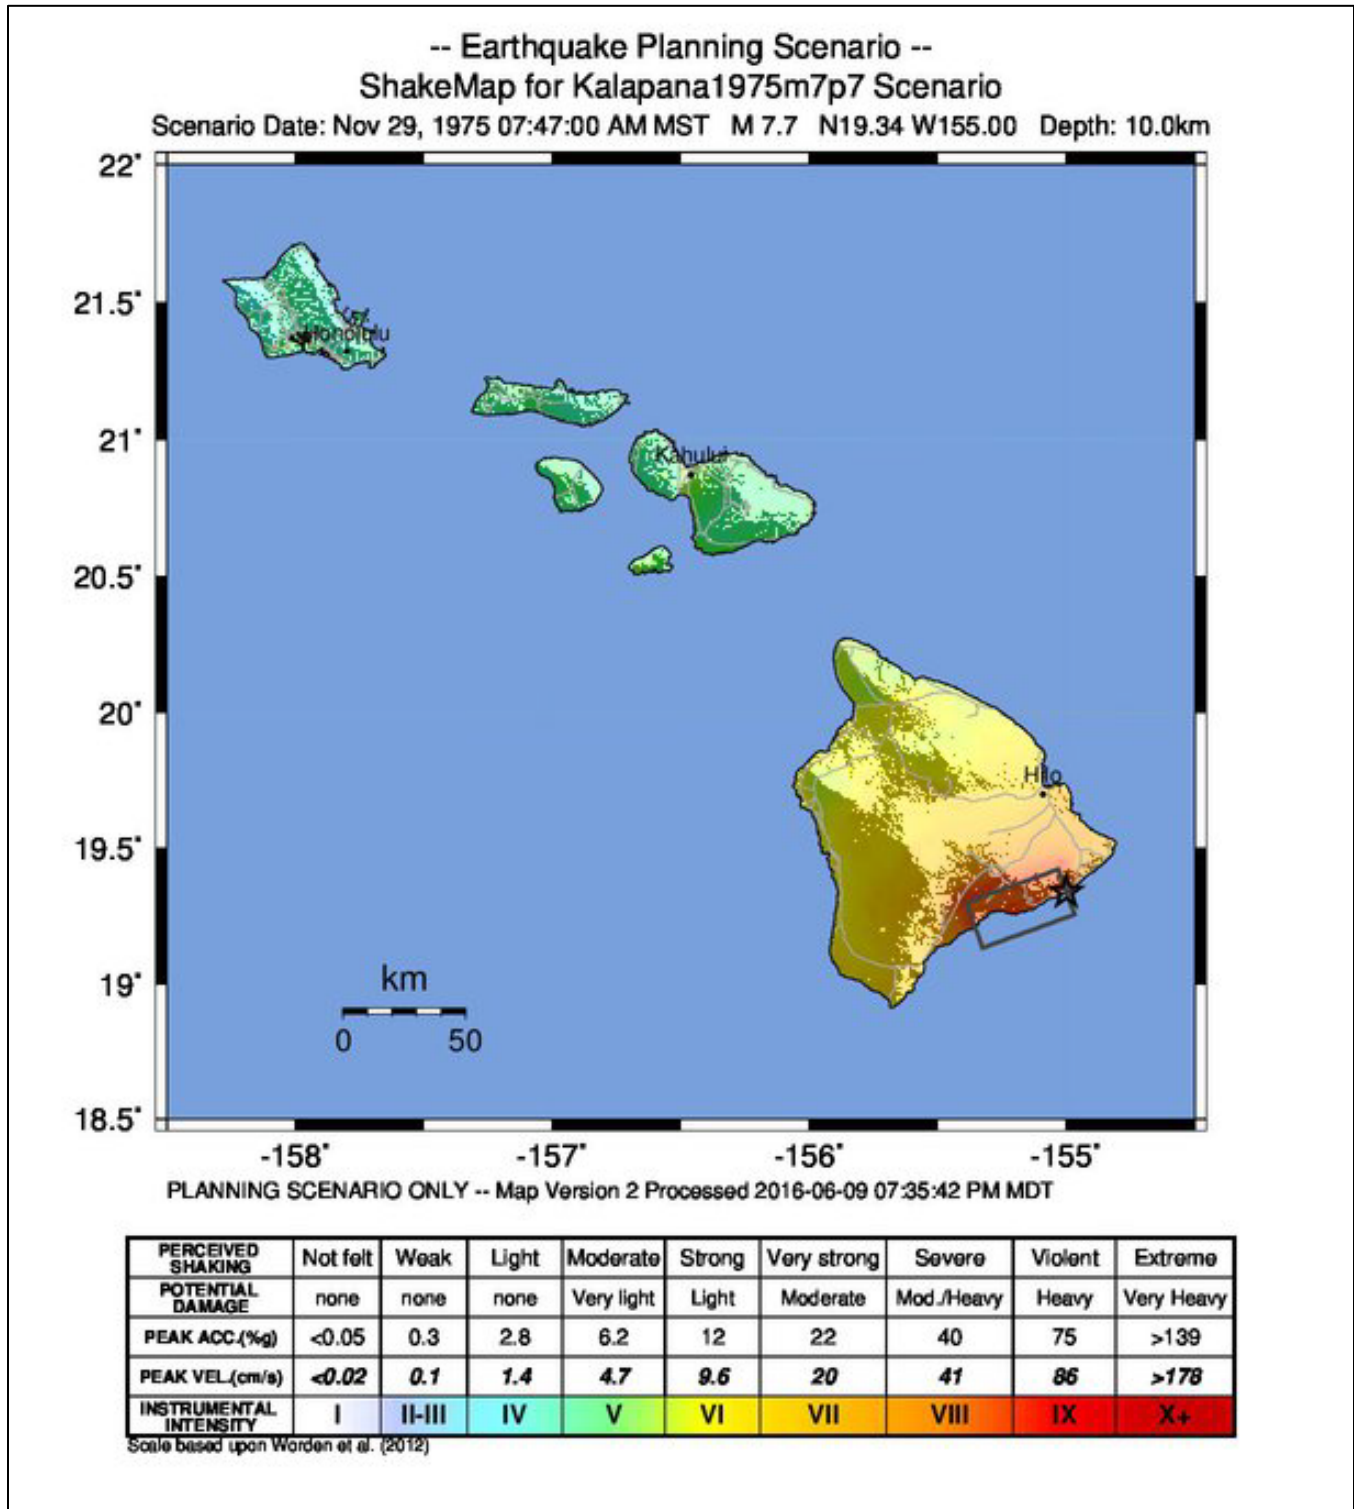 -- Earthquake Planning Scenario --
ShakeMap for Kalapana1975m7p7 Scenario
Scenario Date: Nov 29, 1975 07:47:00 AM MST M 7.7 N19.34 W155.00 Depth: 10.0km
22°
21.5°
Honolulu
21°
Kahului
20.5°
20°
Hilo
19.5°
19°
km
0 50
18.5°
-158° -157° -156° -155°
PLANNING SCENARIO ONLY -- Map Version 2 Processed 2016-06-09 07:35:42 PM MDT
PERCEIVED SHAKING Not felt Weak Light Moderate Strong Very strong Severe Violent Extreme
POTENTIAL DAMAGE none none none Very light Light Moderate Mod./Heavy Heavy Very Heavy
PEAK ACC.(%g) <0.05 0.3 2.8 6.2 12 22 40 75 >139
PEAK VEL.(cm/s) <0.02 0.1 1.4 4.7 9.6 20 41 86 >178
INSTRUMENTAL INTENSITY I II-III IV V VI VII VIII IX X+
Scale based upon Worden et al. (2012)